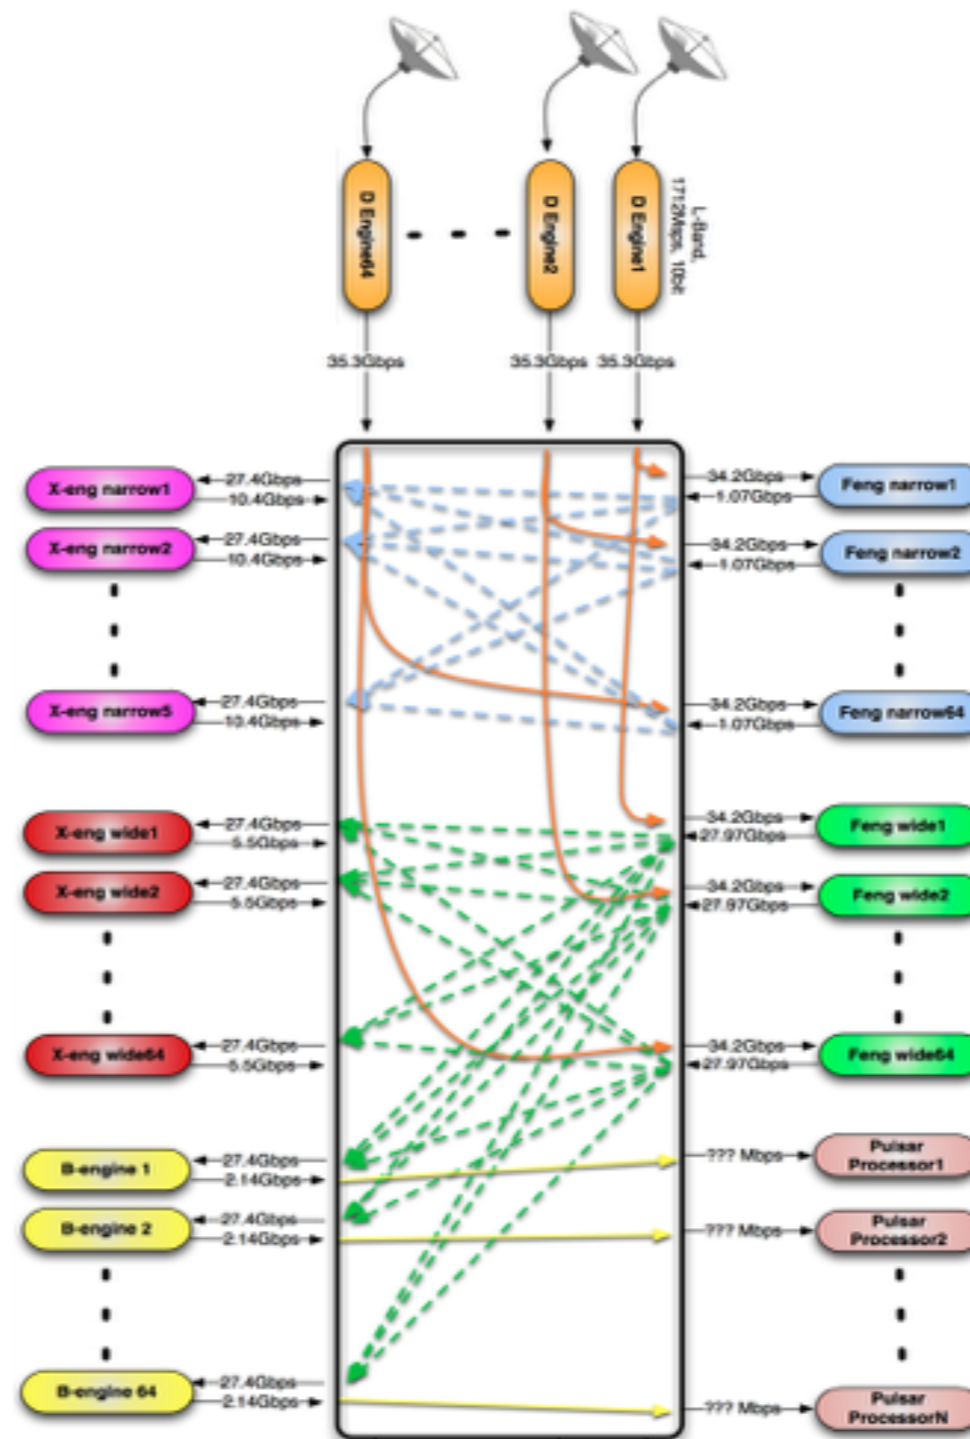 L-Band,
1712Msps, 10bit
D Engine64
D Engine2
D Engine1
35.3Gbps
35.3Gbps
35.3Gbps
X-eng narrow1
27.4Gbps
10.4Gbps
34.2Gbps
1.07Gbps
Feng narrow1
X-eng narrow2
27.4Gbps
10.4Gbps
34.2Gbps
1.07Gbps
Feng narrow2
X-eng narrow5
27.4Gbps
10.4Gbps
34.2Gbps
1.07Gbps
Feng narrow64
X-eng wide1
27.4Gbps
5.5Gbps
34.2Gbps
27.97Gbps
Feng wide1
X-eng wide2
27.4Gbps
5.5Gbps
34.2Gbps
27.97Gbps
Feng wide2
X-eng wide64
27.4Gbps
5.5Gbps
34.2Gbps
27.97Gbps
Feng wide64
B-engine 1
27.4Gbps
2.14Gbps
??? Mbps
Pulsar
Processor1
B-engine 2
27.4Gbps
2.14Gbps
??? Mbps
Pulsar
Processor2
B-engine 64
27.4Gbps
2.14Gbps
??? Mbps
Pulsar
ProcessorN